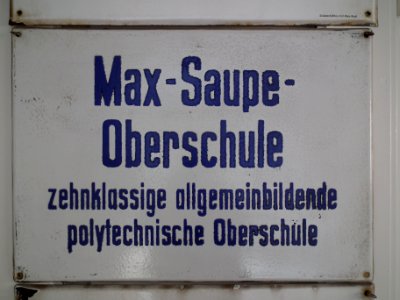 Max-Saupe-
Oberschule
zehnklassige allgemeinbildende
polytechnische Oberschule